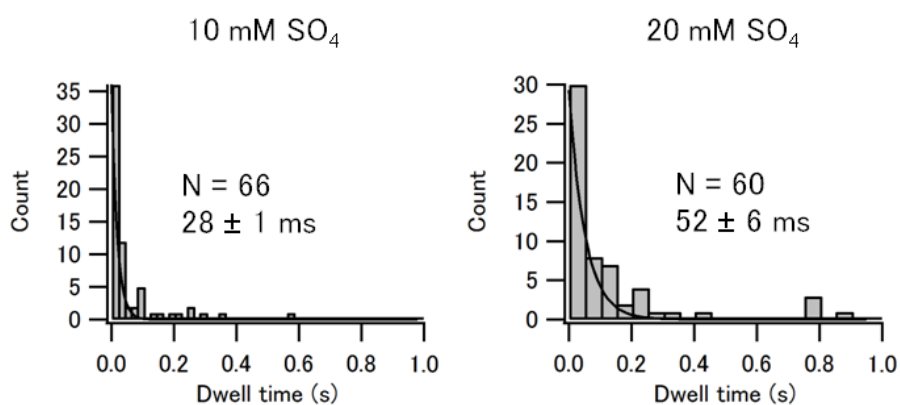 10 mM SO₄
Count
35
30
25
20
15
10
5
0
N = 66
28 ± 1 ms
0.0 0.2 0.4 0.6 0.8 1.0
Dwell time (s)
20 mM SO₄
Count
30
25
20
15
10
5
0
N = 60
52 ± 6 ms
0.0 0.2 0.4 0.6 0.8 1.0
Dwell time (s)